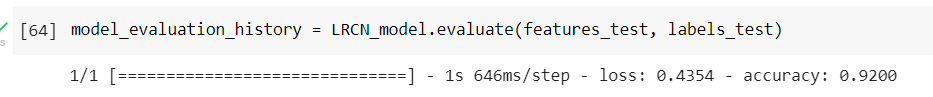 [64] model_evaluation_history = LRCN_model.evaluate(features_test, labels_test)
s
1/1 [==============================] - 1s 646ms/step - loss: 0.4354 - accuracy: 0.9200